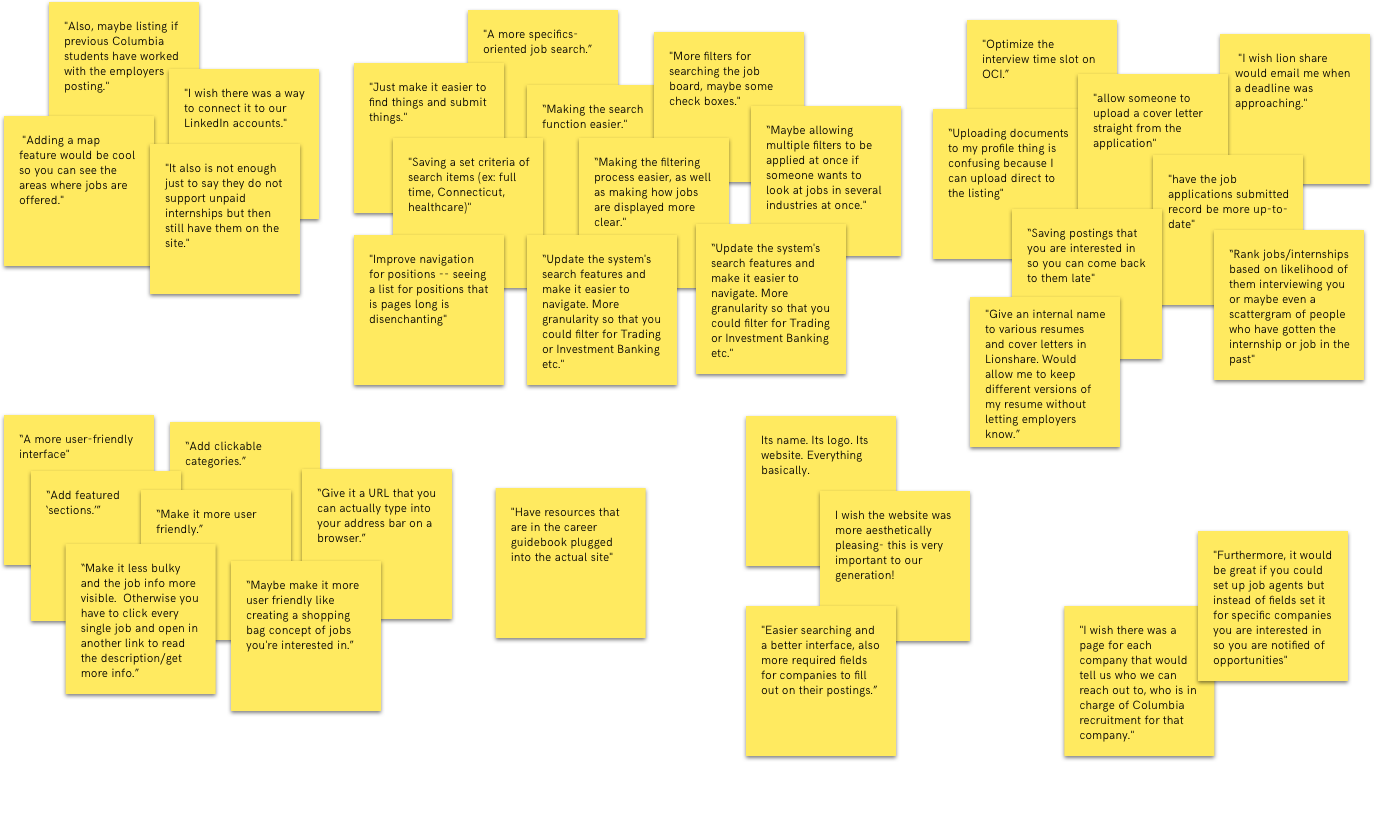 "Also, maybe listing if
previous Columbia
students have worked
with the employers
posting."
"I wish there was a way
to connect it to our
LinkedIn accounts."
"Adding a map
feature would be cool
so you can see the
areas where jobs are
offered."
"It also is not enough
just to say they do not
support unpaid
internships but then
still have them on the
site."
"A more specifics-
oriented job search.”
"Just make it easier to
find things and submit
things."
"Making the search
function easier."
"More filters for
searching the job
board, maybe some
check boxes."
"Maybe allowing
multiple filters to be
applied at once if
someone wants to
look at jobs in several
industries at once."
"Saving a set criteria of
search items (ex: full
time, Connecticut,
healthcare)"
"Making the filtering
process easier, as well
as making how jobs
are displayed more
clear."
"Improve navigation
for positions -- seeing
a list for positions that
is pages long is
disenchanting"
"Update the system's
search features and
make it easier to
navigate. More
granularity so that you
could filter for Trading
or Investment Banking
etc."
"Update the system's
search features and
make it easier to
navigate. More
granularity so that you
could filter for Trading
or Investment Banking
etc."
"Optimize the
interview time slot on
OCI.”
"I wish lion share
would email me when
a deadline was
approaching."
"allow someone to
upload a cover letter
straight from the
application"
"Uploading documents
to my profile thing is
confusing because I
can upload direct to
the listing"
"have the job
applications submitted
record be more up-to-
date"
"Saving postings that
you are interested in
so you can come back
to them late"
"Rank jobs/internships
based on likelihood of
them interviewing you
or maybe even a
scattergram of people
who have gotten the
internship or job in the
past"
"Give an internal name
to various resumes
and cover letters in
Lionshare. Would
allow me to keep
different versions of
my resume without
letting employers
know.”
“A more user-friendly
interface"
“Add clickable
categories.”
“Add featured
‘sections.’”
“Make it more user
friendly.”
“Give it a URL that you
can actually type into
your address bar on a
browser.”
“Make it less bulky
and the job info more
visible.  Otherwise you
have to click every
single job and open in
another link to read
the description/get
more info.”
“Maybe make it more
user friendly like
creating a shopping
bag concept of jobs
you're interested in.”
"Have resources that
are in the career
guidebook plugged
into the actual site"
Its name. Its logo. Its
website. Everything
basically.
I wish the website was
more aesthetically
pleasing- this is very
important to our
generation!
"Easier searching and
a better interface, also
more required fields
for companies to fill
out on their postings.”
"Furthermore, it would
be great if you could
set up job agents but
instead of fields set it
for specific companies
you are interested in
so you are notified of
opportunities"
"I wish there was a
page for each
company that would
tell us who we can
reach out to, who is in
charge of Columbia
recruitment for that
company."